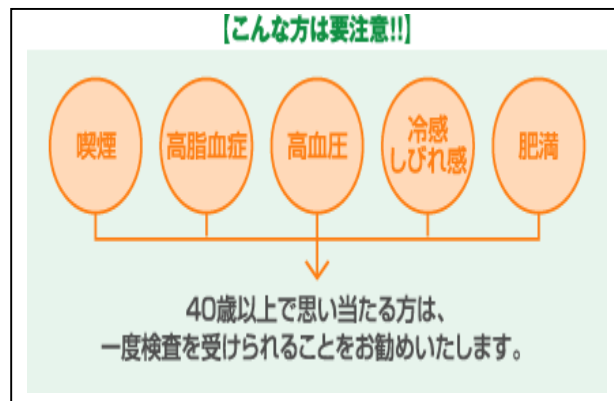 【こんな方は要注意!!】
喫煙
高脂血症
高血圧
冷感
しびれ感
肥満
40歳以上で思い当たる方は、
一度検査を受けられることをお勧めいたします。